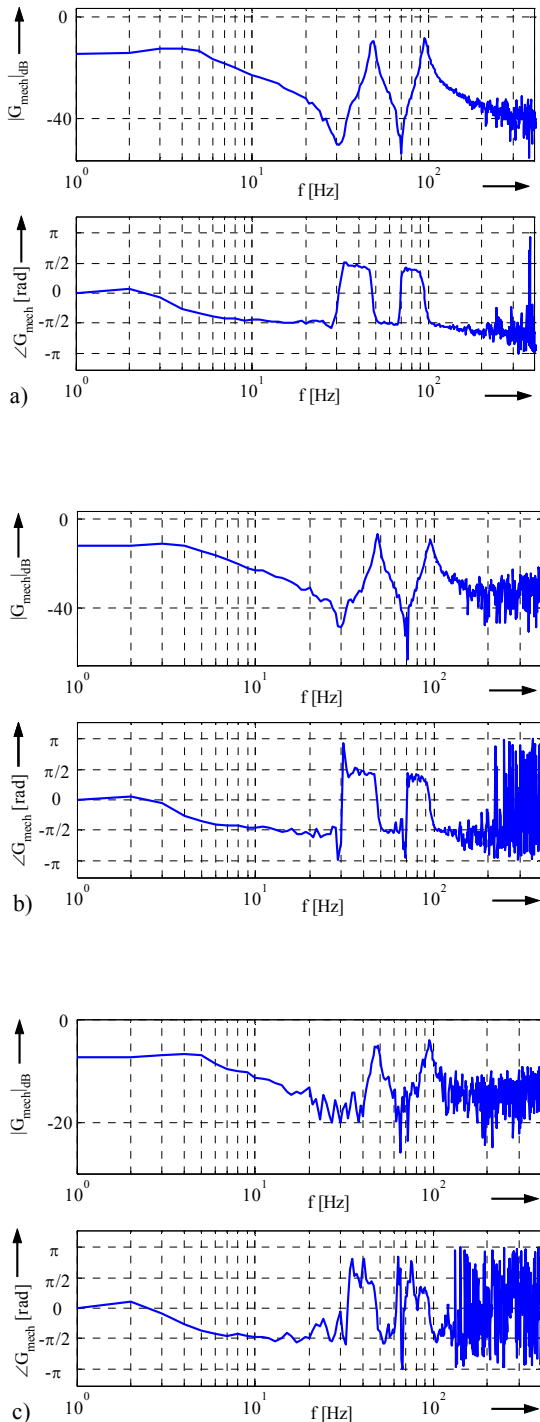 |G_mech|_dB
0
-40
10^0 10^1 10^2
f [Hz]
∠G_mech [rad]
π
π/2
0
-π/2
-π
10^0 10^1 10^2
f [Hz]
a)
|G_mech|_dB
0
-40
10^0 10^1 10^2
f [Hz]
∠G_mech [rad]
π
π/2
0
-π/2
-π
10^0 10^1 10^2
f [Hz]
b)
|G_mech|_dB
0
-20
10^0 10^1 10^2
f [Hz]
∠G_mech [rad]
π
π/2
0
-π/2
-π
10^0 10^1 10^2
f [Hz]
c)